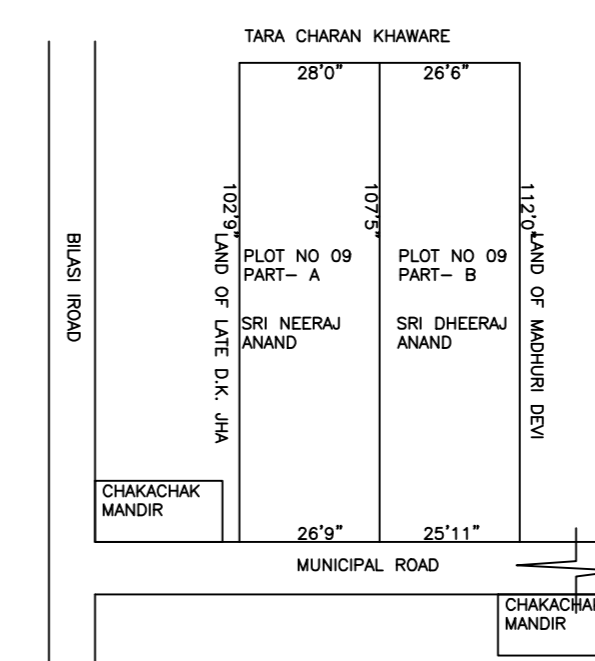 TARA CHARAN KHAWARE
28'0"
26'6"
102'9"
107'5"
112'0"
BILASI IROAD
LAND OF LATE D.K. JHA
PLOT NO 09
PART- A
SRI NEERAJ
ANAND
PLOT NO 09
PART- B
SRI DHEERAJ
ANAND
LAND OF MADHURI DEVI
CHAKACHAK
MANDIR
26'9"
25'11"
MUNICIPAL ROAD
CHAKACHAK
MANDIR